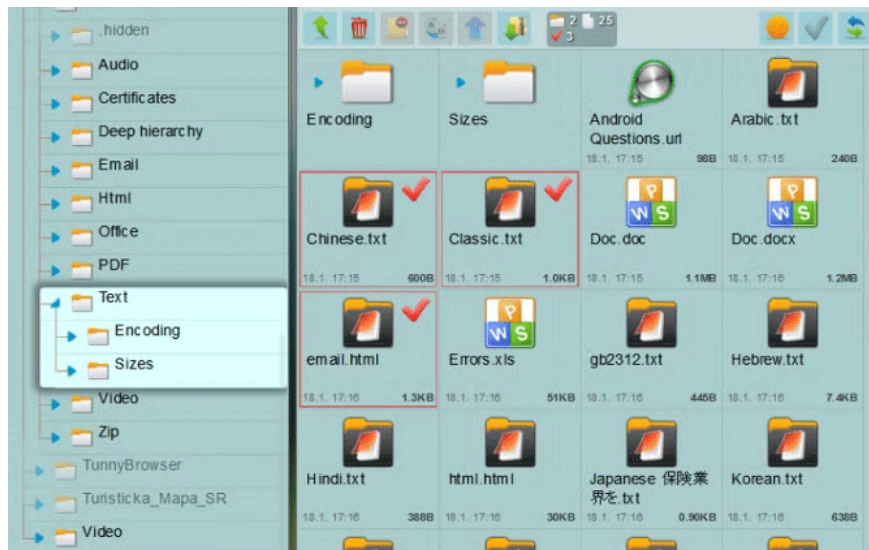 .hidden
Audio
Certificates
Deep hierarchy
Email
Html
Office
PDF
Text
Encoding
Sizes
Video
Zip
TunnyBrowser
Turisticka_Mapa_SR
Video
2 25
3
Encoding
Sizes
Android
Questions.url
18.1. 17:15 98B
Arabic.txt
18.1. 17:15 240B
Chinese.txt
18.1. 17:15 600B
Classic.txt
18.1. 17:15 1.0KB
Doc.doc
18.1. 17:15 1.1MB
Doc.docx
18.1. 17:16 1.2MB
email.html
18.1. 17:16 1.3KB
Errors.xls
18.1. 17:16 51KB
gb2312.txt
18.1. 17:16 445B
Hebrew.txt
18.1. 17:16 7.4KB
Hindi.txt
18.1. 17:16 388B
html.html
18.1. 17:16 30KB
Japanese 保険業
界を.txt
18.1. 17:16 0.90KB
Korean.txt
18.1. 17:16 638B